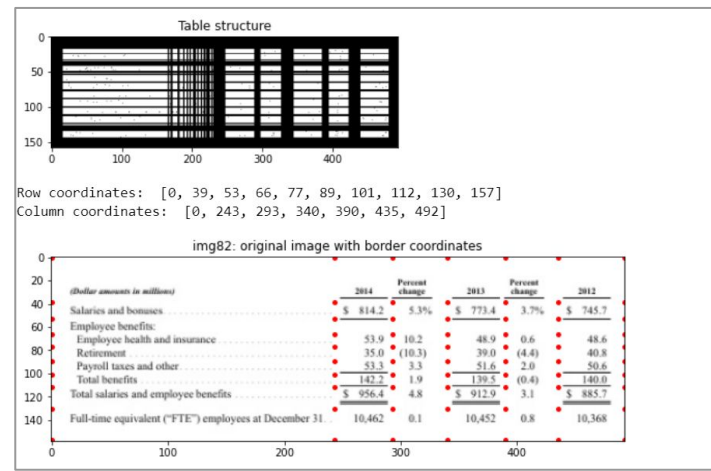 Table structure
0
50
100
150
0 100 200 300 400
Row coordinates: [0, 39, 53, 66, 77, 89, 101, 112, 130, 157]
Column coordinates: [0, 243, 293, 340, 390, 435, 492]
img82: original image with border coordinates
0
20
40
60
80
100
120
140
(Dollar amounts in millions) 2014 Percent change 2013 Percent change 2012
Salaries and bonuses $ 814.2 5.3% $ 773.4 3.7% $ 745.7
Employee benefits:
Employee health and insurance 53.9 10.2 48.9 0.6 48.6
Retirement 35.0 (10.3) 39.0 (4.4) 40.8
Payroll taxes and other 53.3 3.3 51.6 2.0 50.6
Total benefits 142.2 1.9 139.5 (0.4) 140.0
Total salaries and employee benefits $ 956.4 4.8 $ 912.9 3.1 $ 885.7
Full-time equivalent ("FTE") employees at December 31. 10,462 0.1 10,452 0.8 10,368
0 100 200 300 400